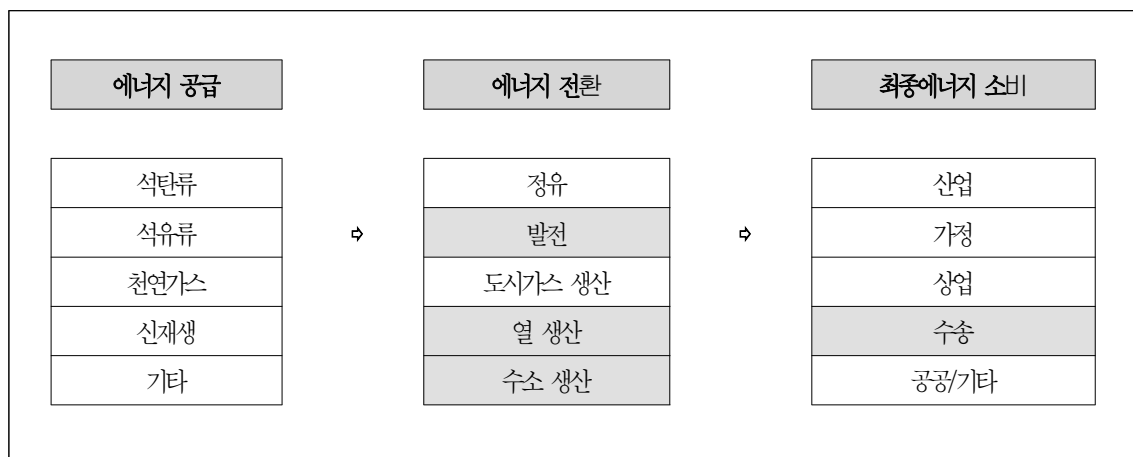 에너지 공급
에너지 전환
최종에너지 소비
석탄류
정유
산업
석유류
⇨
발전
⇨
가정
천연가스
도시가스 생산
상업
신재생
열 생산
수송
기타
수소 생산
공공/기타